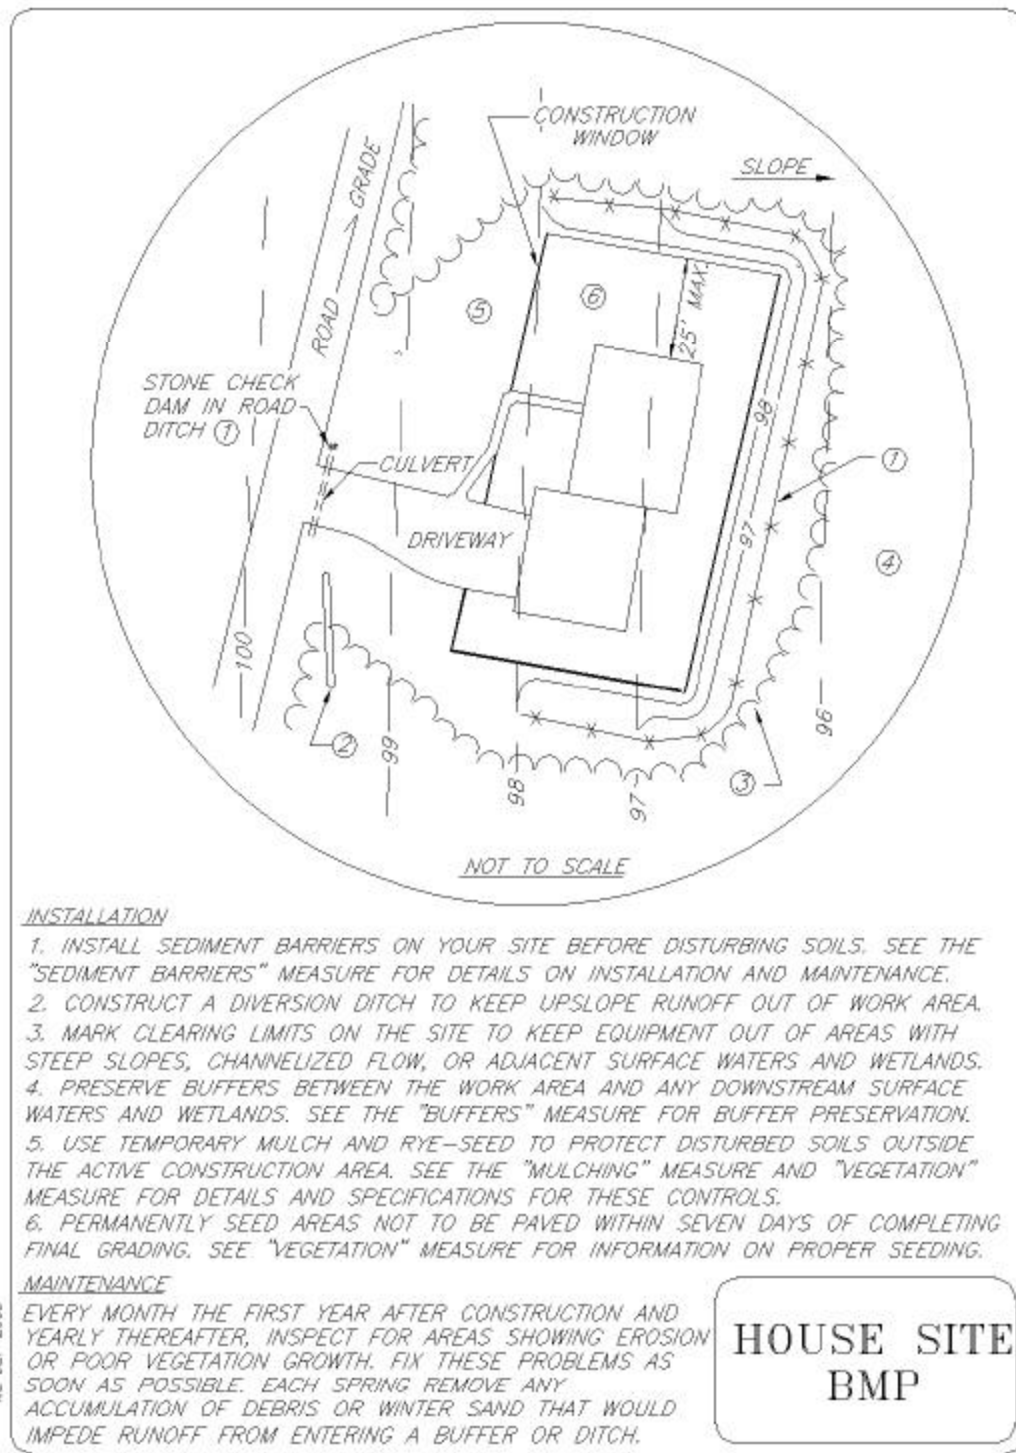 CONSTRUCTION
WINDOW
SLOPE
ROAD
GRADE
⑤
⑥
25' MAX.
STONE CHECK
DAM IN ROAD
DITCH ①
CULVERT
98
①
97
DRIVEWAY
④
100
②
99
98
97
③
96
NOT TO SCALE
INSTALLATION
1. INSTALL SEDIMENT BARRIERS ON YOUR SITE BEFORE DISTURBING SOILS. SEE THE
"SEDIMENT BARRIERS" MEASURE FOR DETAILS ON INSTALLATION AND MAINTENANCE.
2. CONSTRUCT A DIVERSION DITCH TO KEEP UPSLOPE RUNOFF OUT OF WORK AREA.
3. MARK CLEARING LIMITS ON THE SITE TO KEEP EQUIPMENT OUT OF AREAS WITH
STEEP SLOPES, CHANNELIZED FLOW, OR ADJACENT SURFACE WATERS AND WETLANDS.
4. PRESERVE BUFFERS BETWEEN THE WORK AREA AND ANY DOWNSTREAM SURFACE
WATERS AND WETLANDS. SEE THE "BUFFERS" MEASURE FOR BUFFER PRESERVATION.
5. USE TEMPORARY MULCH AND RYE-SEED TO PROTECT DISTURBED SOILS OUTSIDE
THE ACTIVE CONSTRUCTION AREA. SEE THE "MULCHING" MEASURE AND "VEGETATION"
MEASURE FOR DETAILS AND SPECIFICATIONS FOR THESE CONTROLS.
6. PERMANENTLY SEED AREAS NOT TO BE PAVED WITHIN SEVEN DAYS OF COMPLETING
FINAL GRADING. SEE "VEGETATION" MEASURE FOR INFORMATION ON PROPER SEEDING.
MAINTENANCE
EVERY MONTH THE FIRST YEAR AFTER CONSTRUCTION AND
YEARLY THEREAFTER, INSPECT FOR AREAS SHOWING EROSION
OR POOR VEGETATION GROWTH. FIX THESE PROBLEMS AS
SOON AS POSSIBLE. EACH SPRING REMOVE ANY
ACCUMULATION OF DEBRIS OR WINTER SAND THAT WOULD
IMPEDE RUNOFF FROM ENTERING A BUFFER OR DITCH.
HOUSE SITE
BMP